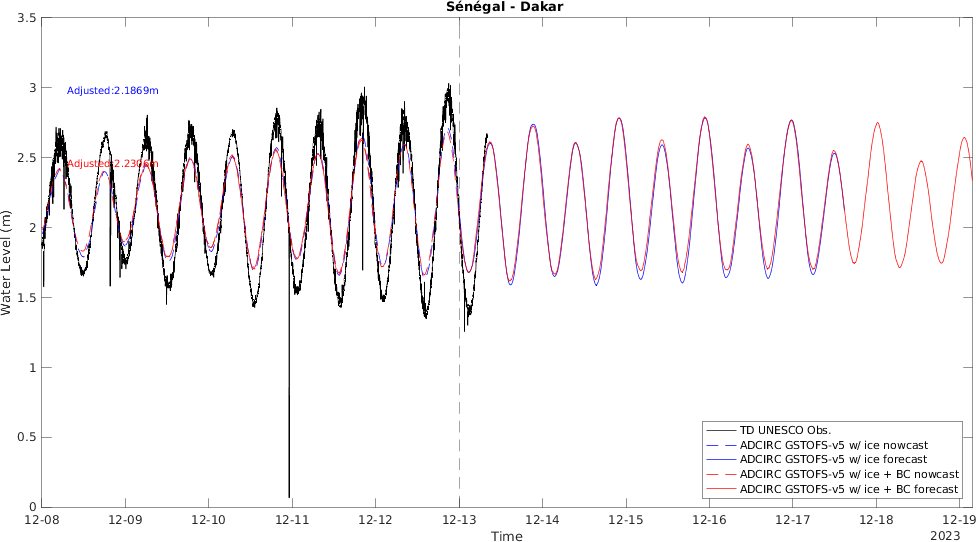 Sénégal - Dakar
3.5
3
2.5
2
1.5
1
0.5
0
Water Level (m)
Adjusted:2.1869m
Adjusted:2.2306m
TD UNESCO Obs.
ADCIRC GSTOFS-v5 w/ ice nowcast
ADCIRC GSTOFS-v5 w/ ice forecast
ADCIRC GSTOFS-v5 w/ ice + BC nowcast
ADCIRC GSTOFS-v5 w/ ice + BC forecast
12-08 12-09 12-10 12-11 12-12 12-13 12-14 12-15 12-16 12-17 12-18 12-19
Time
2023